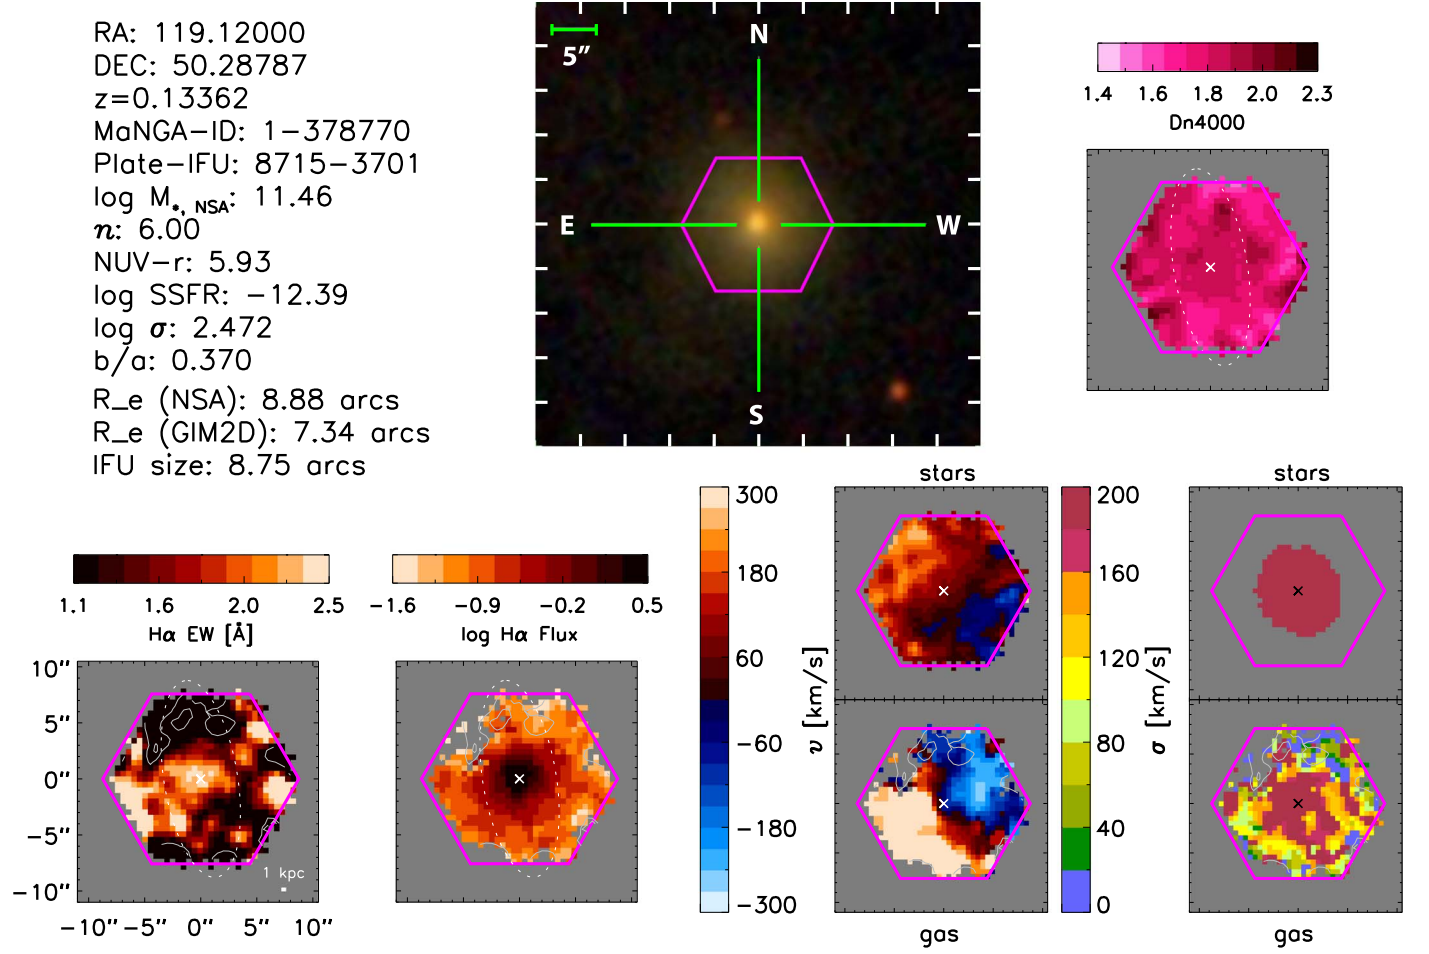 RA: 119.12000
DEC: 50.28787
z=0.13362
MaNGA-ID: 1-378770
Plate-IFU: 8715-3701
log M*, NSA: 11.46
n: 6.00
NUV-r: 5.93
log SSFR: -12.39
log σ: 2.472
b/a: 0.370
R_e (NSA): 8.88 arcs
R_e (GIM2D): 7.34 arcs
IFU size: 8.75 arcs
5″
N
E
W
S
1.4 1.6 1.8 2.0 2.3
Dn4000
1.1 1.6 2.0 2.5
Hα EW [Å]
10″
5″
0″
-5″
-10″
1 kpc
-10″ -5″ 0″ 5″ 10″
-1.6 -0.9 -0.2 0.5
log Hα Flux
300
180
60
-60
-180
-300
v [km/s]
stars
gas
200
160
120
80
40
0
σ [km/s]
stars
gas